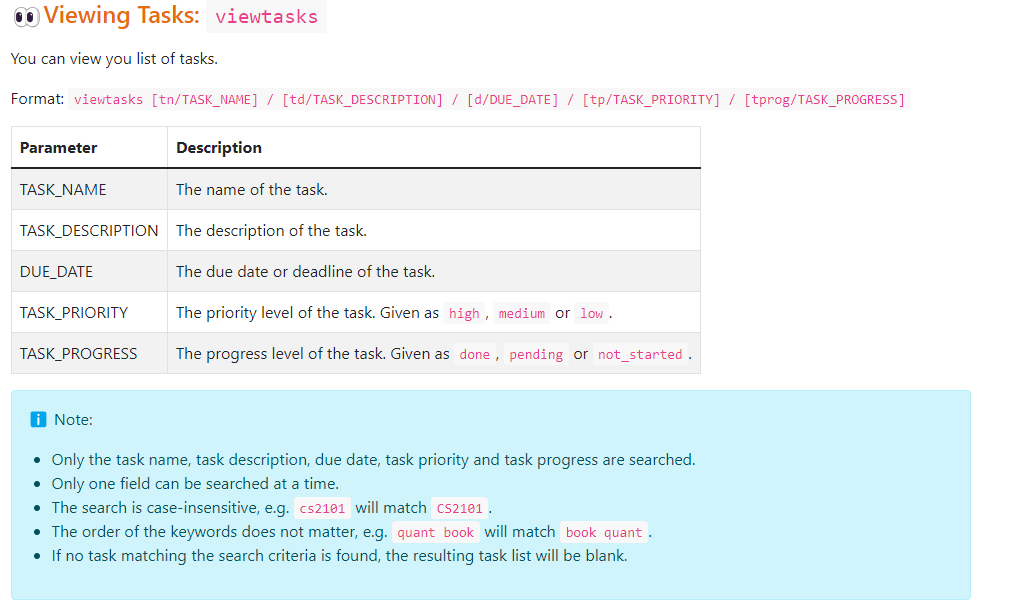 👀Viewing Tasks: viewtasks
You can view you list of tasks.
Format: viewtasks [tn/TASK_NAME] / [td/TASK_DESCRIPTION] / [d/DUE_DATE] / [tp/TASK_PRIORITY] / [tprog/TASK_PROGRESS]
Parameter Description
TASK_NAME The name of the task.
TASK_DESCRIPTION The description of the task.
DUE_DATE The due date or deadline of the task.
TASK_PRIORITY The priority level of the task. Given as high , medium or low .
TASK_PROGRESS The progress level of the task. Given as done , pending or not_started .
ℹ️ Note:
• Only the task name, task description, due date, task priority and task progress are searched.
• Only one field can be searched at a time.
• The search is case-insensitive, e.g. cs2101 will match CS2101 .
• The order of the keywords does not matter, e.g. quant book will match book quant .
• If no task matching the search criteria is found, the resulting task list will be blank.